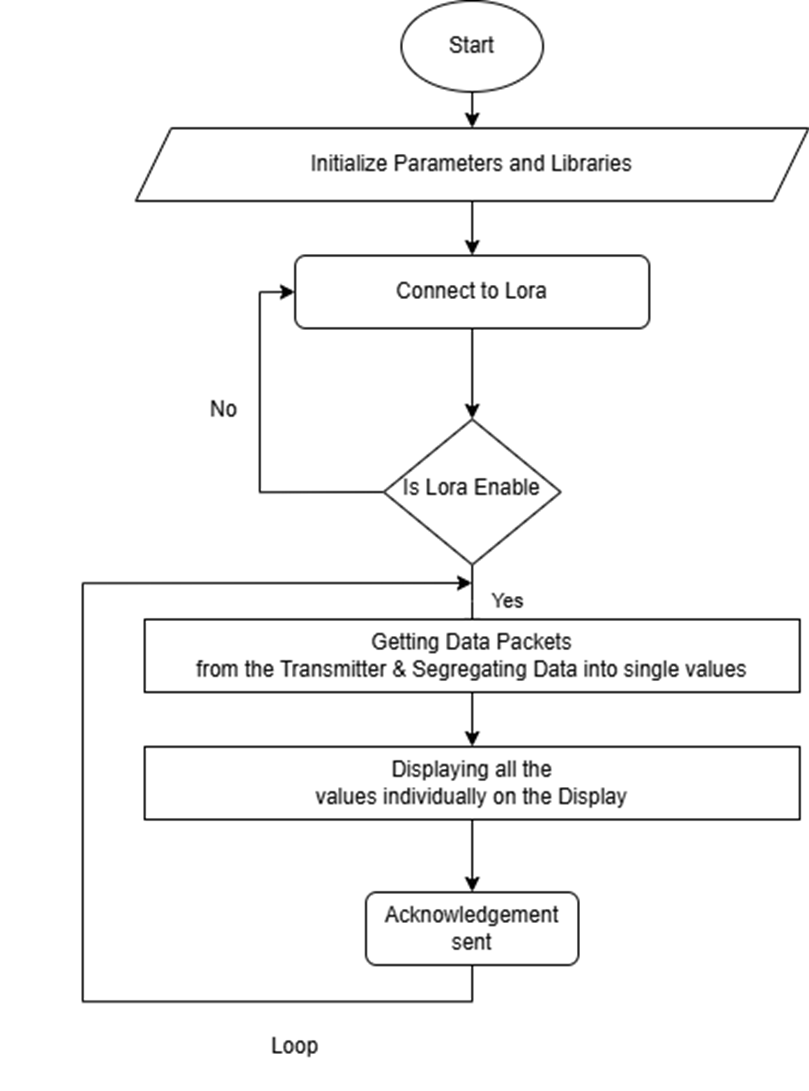 Start
Initialize Parameters and Libraries
Connect to Lora
No
Is Lora Enable
Yes
Getting Data Packets
from the Transmitter & Segregating Data into single values
Displaying all the
values individually on the Display
Acknowledgement
sent
Loop